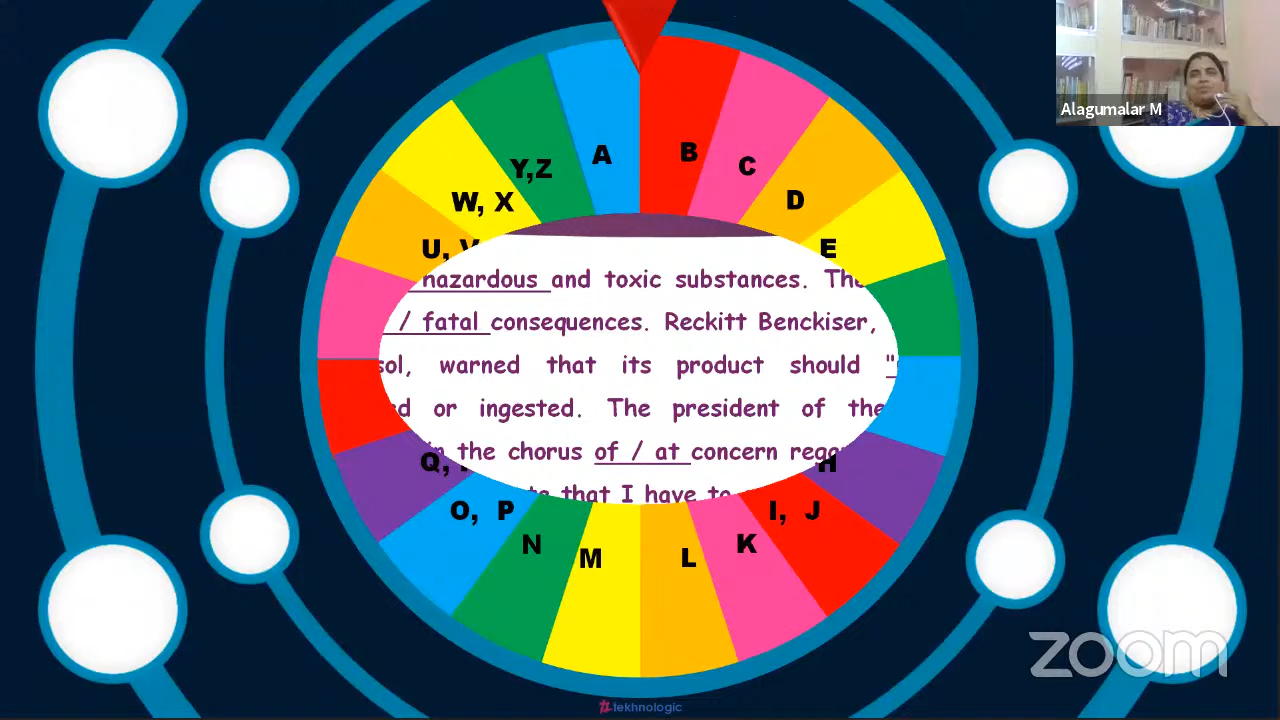 Alagumalar M
A
B
C
D
E
Y,Z
W, X
U,
hazardous and toxic substances.
/ fatal consequences. Reckitt Benckiser,
warned that its product should "
or ingested. The president of the
the chorus of / at concern
that I have to
H
Q,
I, J
O, P
K
N
M
L
zoom
tekhnologic